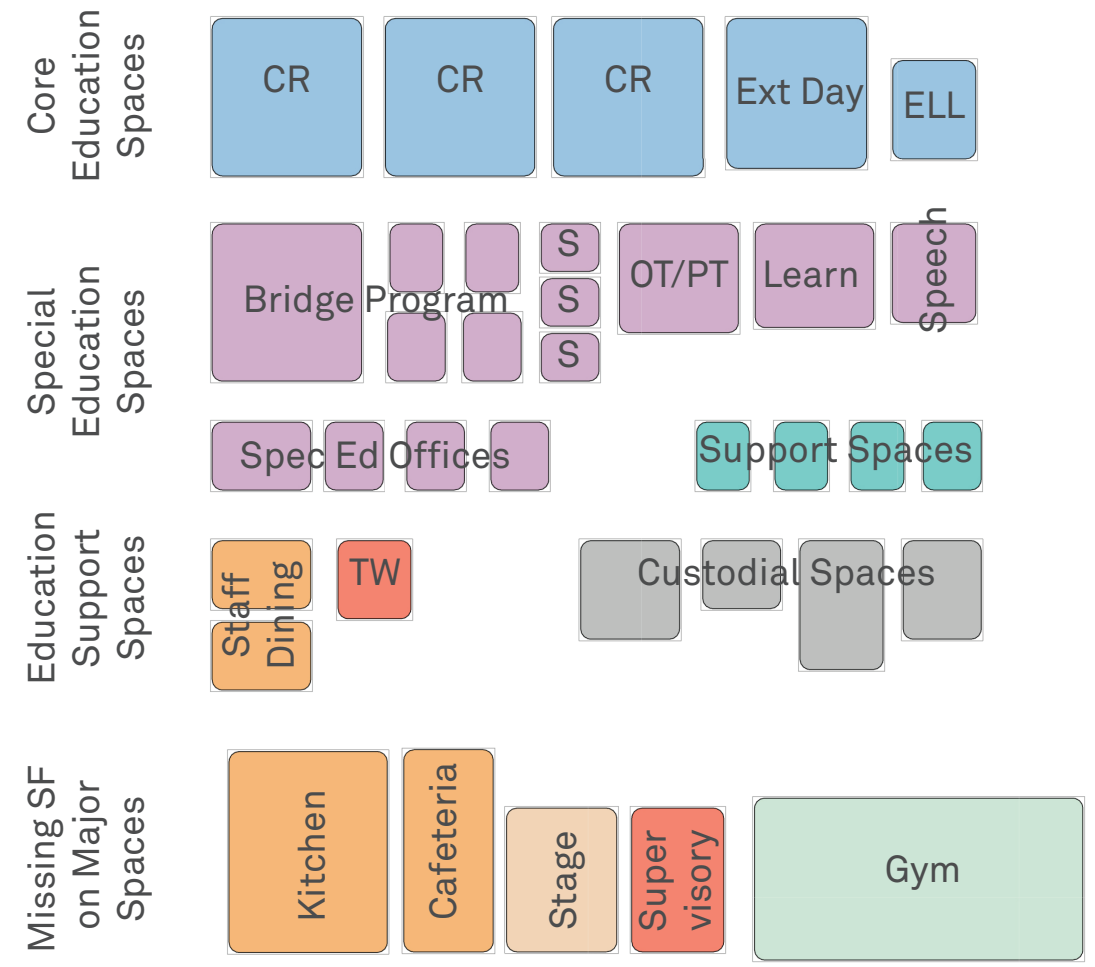 Core
Education
Spaces
CR
CR
CR
Ext Day
ELL
Special
Education
Spaces
Bridge Program
S
S
S
OT/PT
Learn
Speech
Spec Ed Offices
Support Spaces
Education
Support
Spaces
Staff
Dining
TW
Custodial Spaces
Missing SF
on Major
Spaces
Kitchen
Cafeteria
Stage
Super
visory
Gym